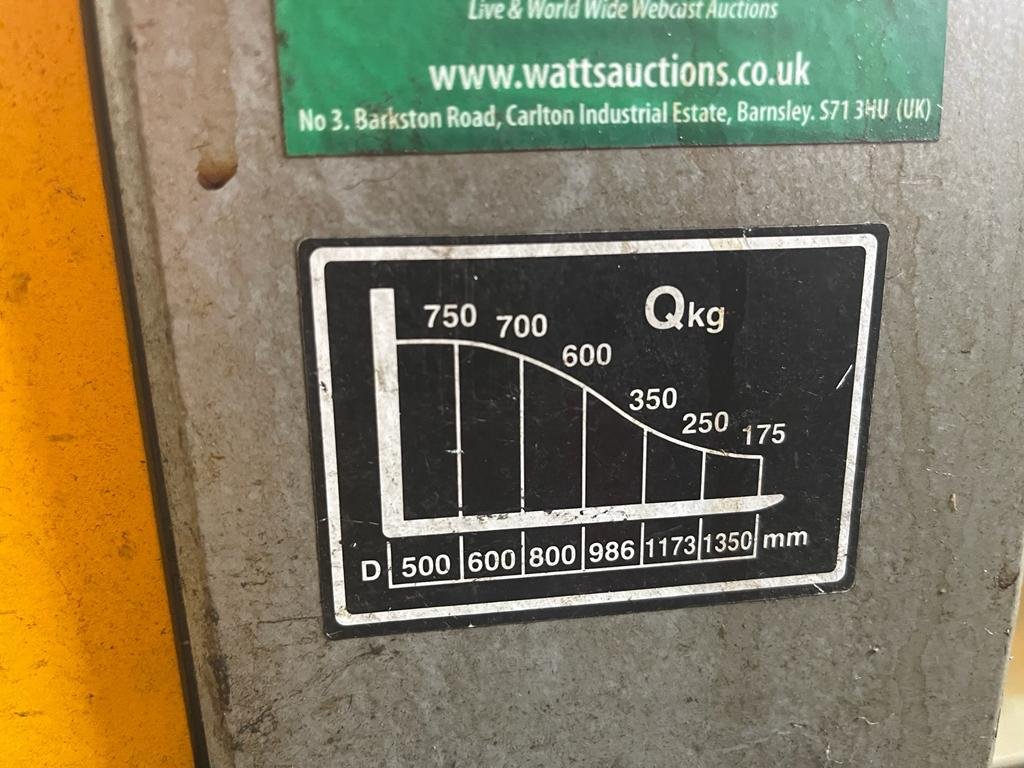 Live & World Wide Webcast Auctions
www.wattsauctions.co.uk
No 3. Barkston Road, Carlton Industrial Estate, Barnsley. S71 3HU (UK)
Qkg
750 700 600 350 250 175
D 500 600 800 986 1173 1350 mm